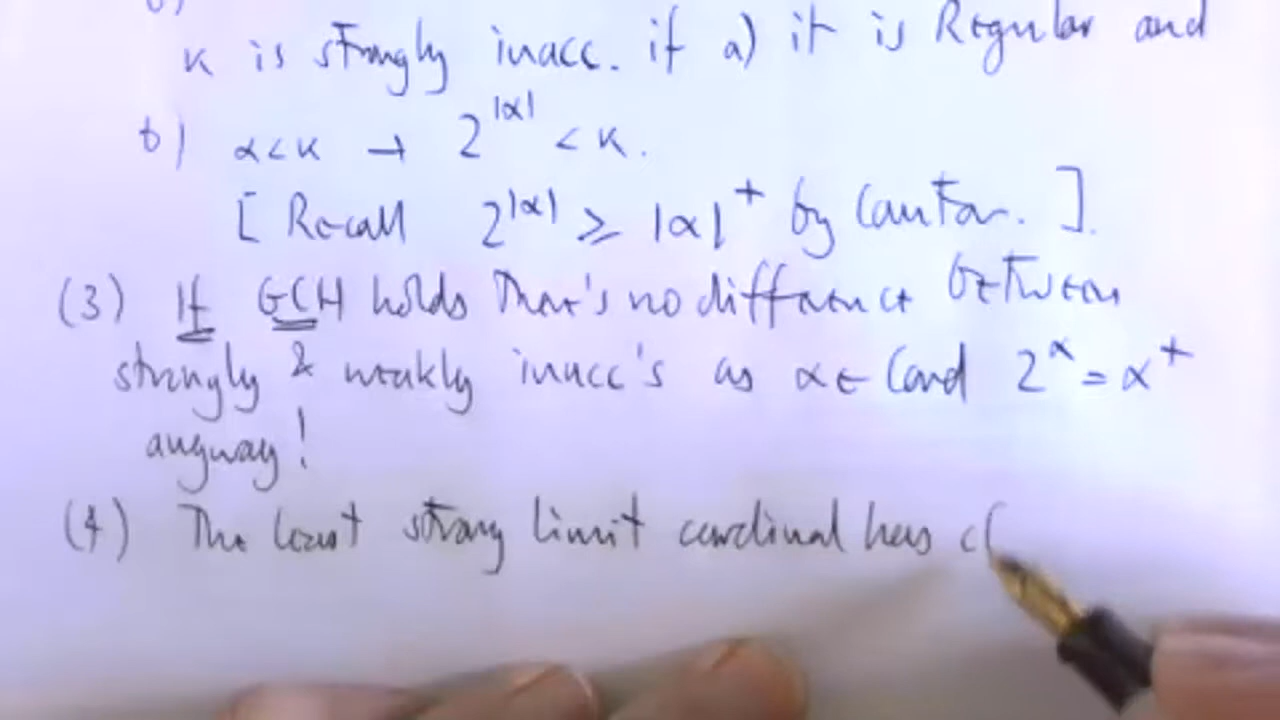 κ is strongly inacc. if a) it is Regular and
b) α<κ → 2^|α| < κ.
[ Recall 2^|α| ⩾ |α|^+ by Cantor. ].
(3) If GCH holds there's no difference between
strongly & weakly inacc's as α∈Card 2^α = α^+
anyway!
(4) The least strong limit cardinal has cf